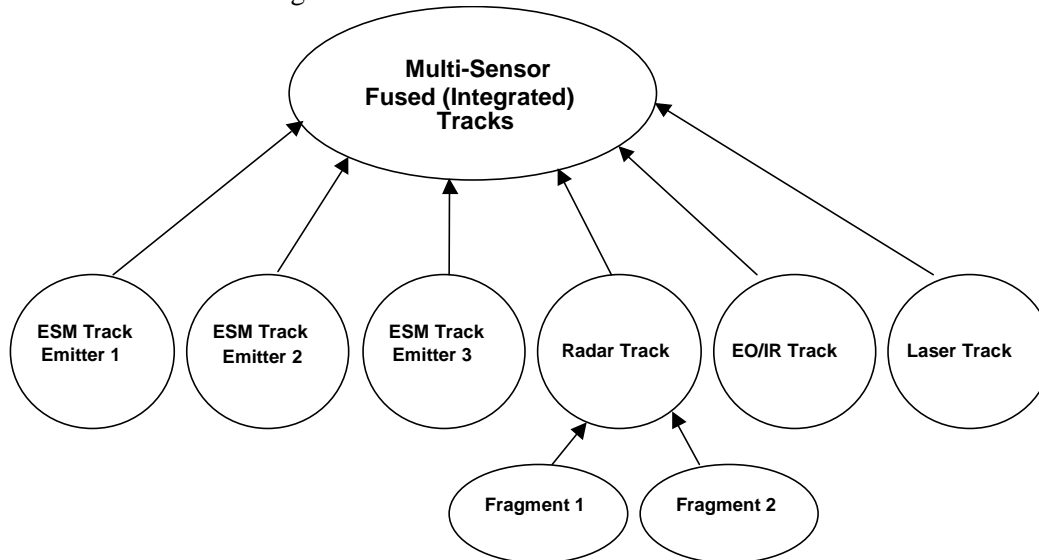 g
Multi-Sensor
Fused (Integrated)
Tracks
ESM Track
Emitter 1
ESM Track
Emitter 2
ESM Track
Emitter 3
Radar Track
EO/IR Track
Laser Track
Fragment 1
Fragment 2